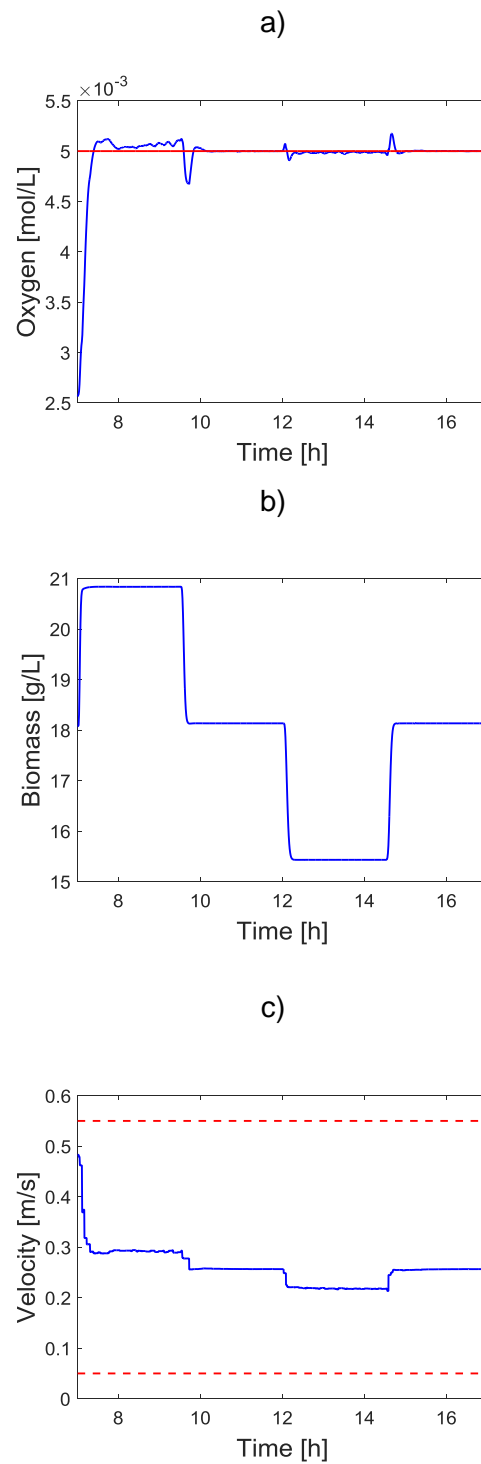 a)
×10⁻³
5.5
5
4.5
4
3.5
3
2.5
Oxygen [mol/L]
8 10 12 14 16
Time [h]
b)
21
20
19
18
17
16
15
Biomass [g/L]
8 10 12 14 16
Time [h]
c)
0.6
0.5
0.4
0.3
0.2
0.1
0
Velocity [m/s]
8 10 12 14 16
Time [h]